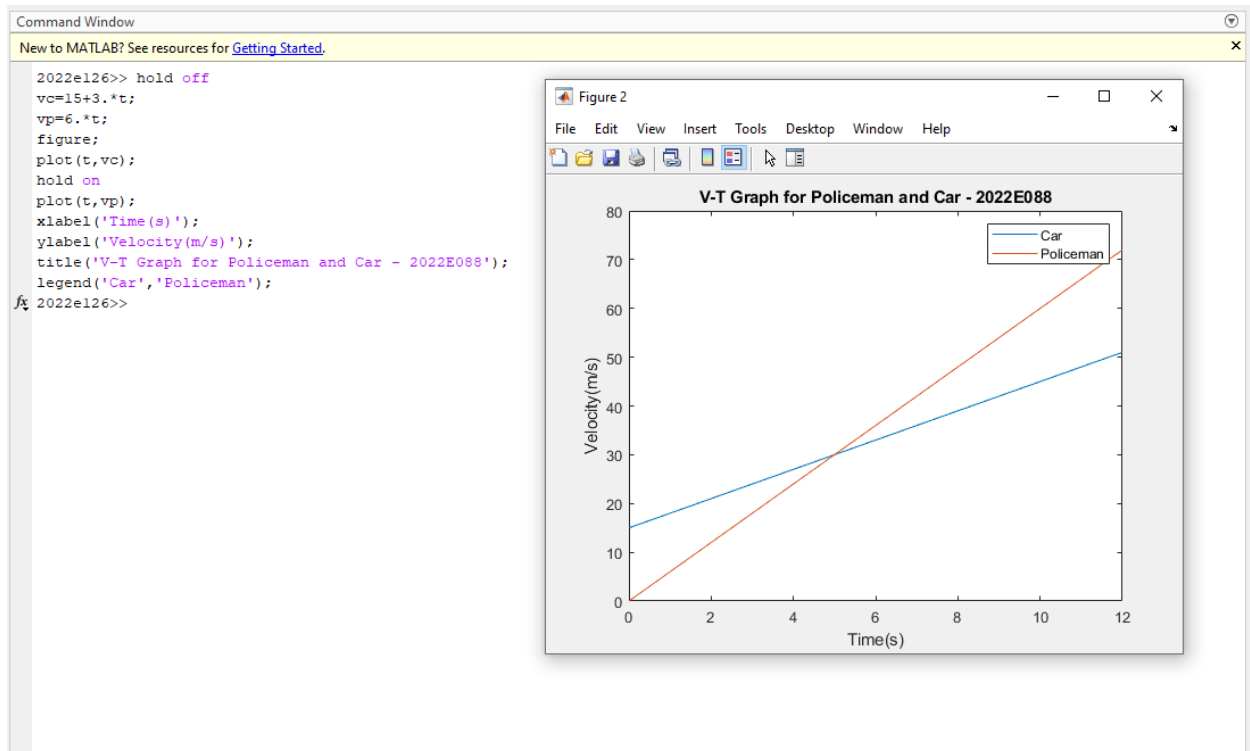 Command Window
New to MATLAB? See resources for Getting Started.
2022e126>> hold off
vc=15+3.*t;
vp=6.*t;
figure;
plot(t,vc);
hold on
plot(t,vp);
xlabel('Time(s)');
ylabel('Velocity(m/s)');
title('V-T Graph for Policeman and Car - 2022E088');
legend('Car','Policeman');
fx 2022e126>>
Figure 2
File Edit View Insert Tools Desktop Window Help
V-T Graph for Policeman and Car - 2022E088
Car
Policeman
80
70
60
50
40
30
20
10
0
Velocity(m/s)
0 2 4 6 8 10 12
Time(s)